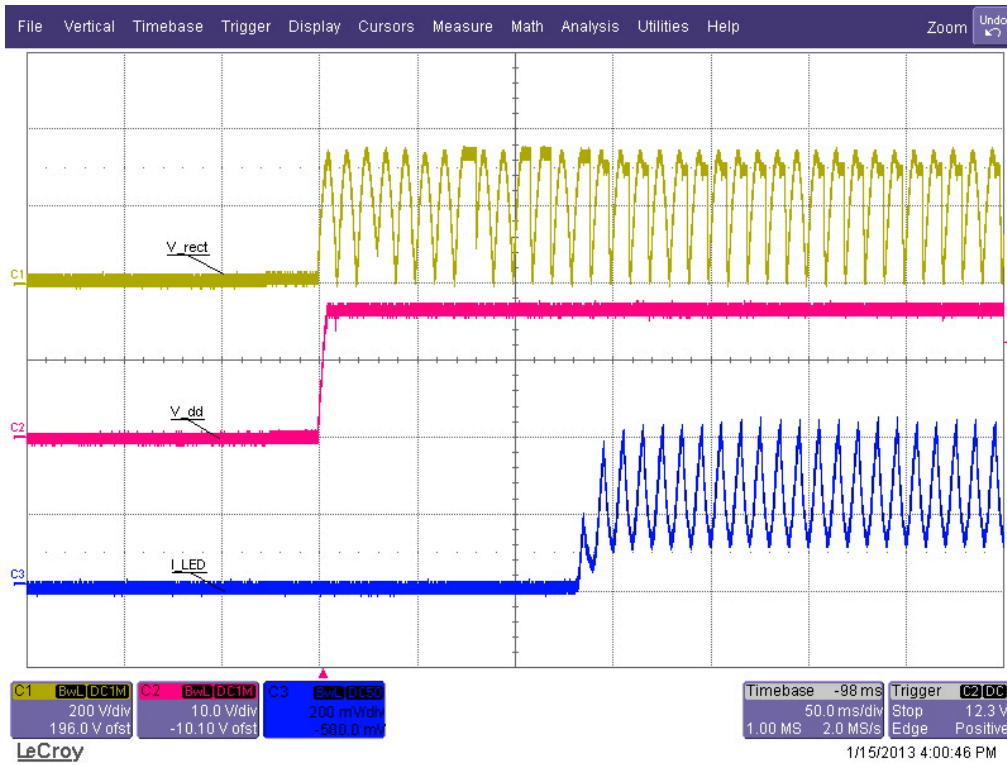 File Vertical Timebase Trigger Display Cursors Measure Math Analysis Utilities Help Zoom Undo
C1 V_rect
C2 V_dd
C3 I_LED
C1 BwL DC1M C2 BwL DC1M C3 BwL DC50 Timebase -98 ms Trigger C2 DC
200 V/div 10.0 V/div 200 mV/div 50.0 ms/div Stop 12.3 V
196.0 V ofst -10.10 V ofst -580.0 mV 1.00 MS 2.0 MS/s Edge Positive
LeCroy 1/15/2013 4:00:46 PM